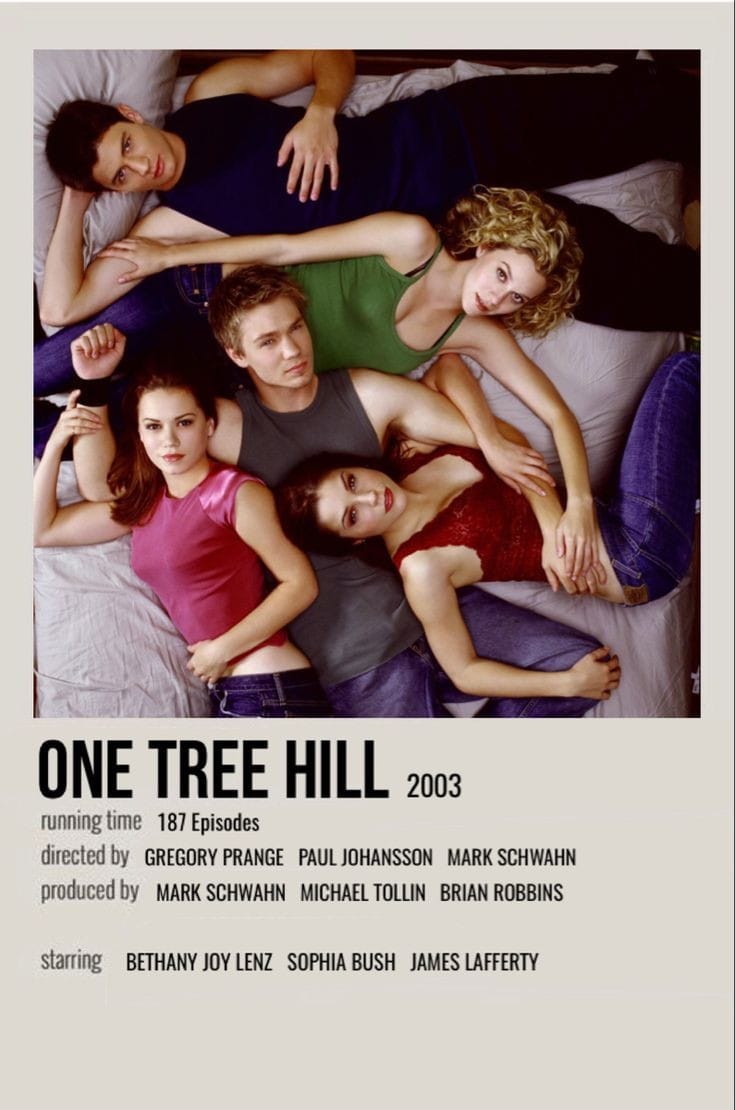 ONE TREE HILL 2003
running time 187 Episodes
directed by GREGORY PRANGE PAUL JOHANSSON MARK SCHWAHN
produced by MARK SCHWAHN MICHAEL TOLLIN BRIAN ROBBINS
starring BETHANY JOY LENZ SOPHIA BUSH JAMES LAFFERTY